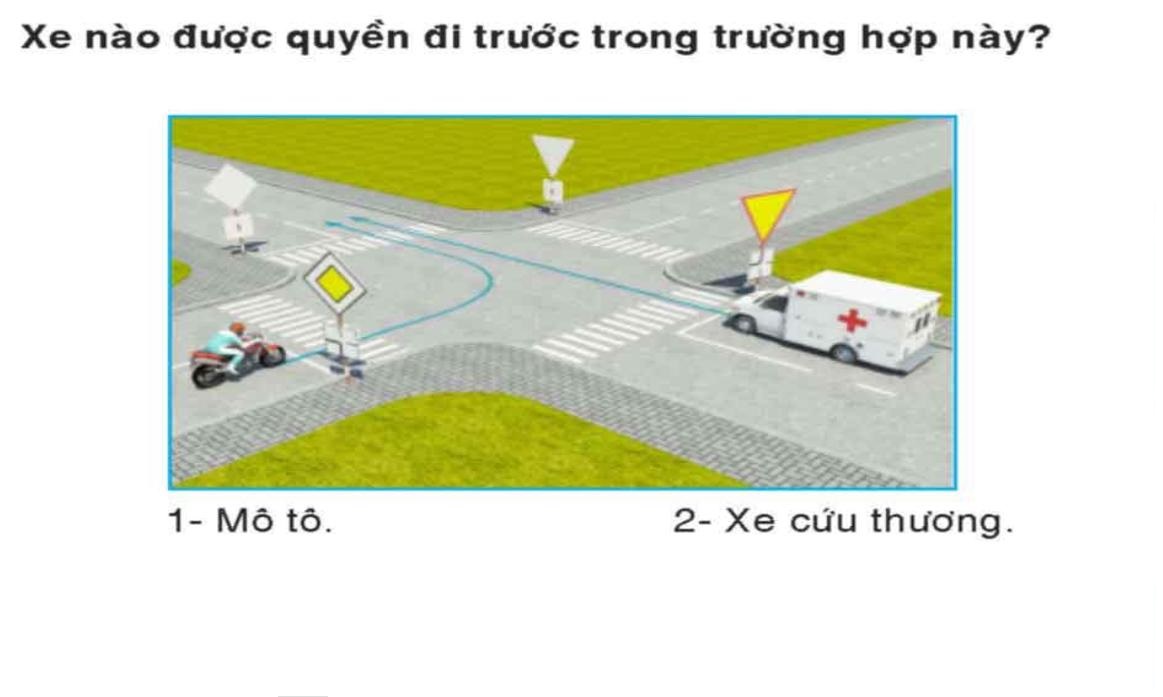 Xe nào được quyền đi trước trong trường hợp này?
1- Mô tô.
2- Xe cứu thương.